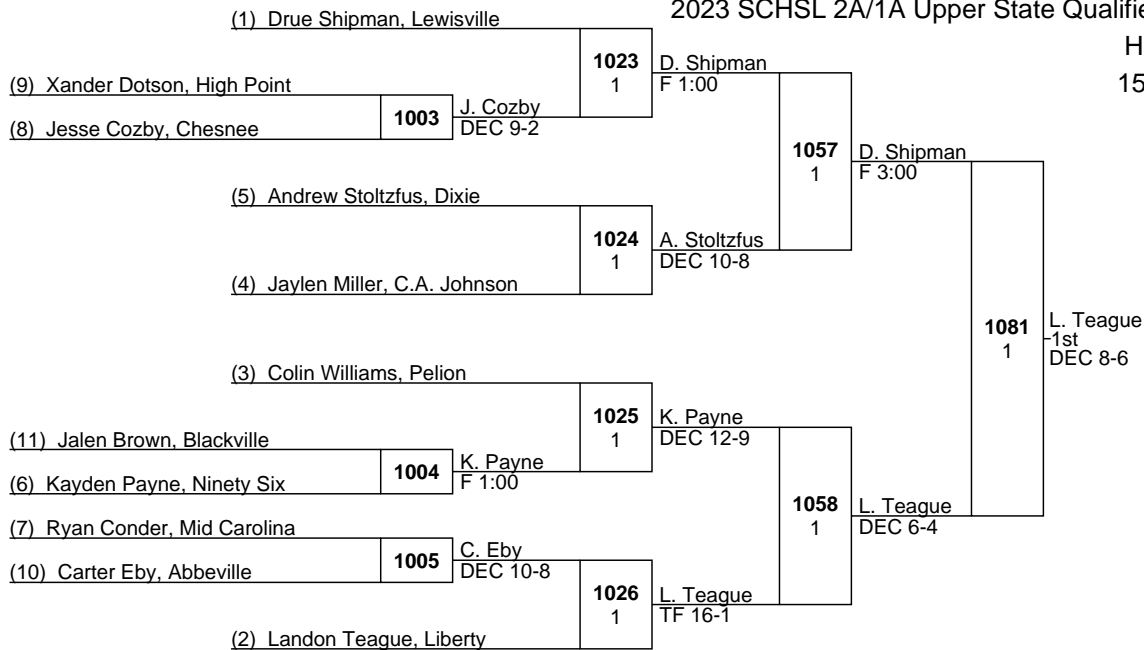 2023 SCHSL 2A/1A Upper State Qualifie
H
15
(1) Drue Shipman, Lewisville
1023
1
D. Shipman
F 1:00
(9) Xander Dotson, High Point
1003
J. Cozby
DEC 9-2
(8) Jesse Cozby, Chesnee
1057
1
D. Shipman
F 3:00
(5) Andrew Stoltzfus, Dixie
1024
1
A. Stoltzfus
DEC 10-8
(4) Jaylen Miller, C.A. Johnson
1081
1
L. Teague
1st
DEC 8-6
(3) Colin Williams, Pelion
1025
1
K. Payne
DEC 12-9
(11) Jalen Brown, Blackville
1004
K. Payne
F 1:00
(6) Kayden Payne, Ninety Six
1058
1
L. Teague
DEC 6-4
(7) Ryan Conder, Mid Carolina
1005
C. Eby
DEC 10-8
(10) Carter Eby, Abbeville
1026
1
L. Teague
TF 16-1
(2) Landon Teague, Liberty